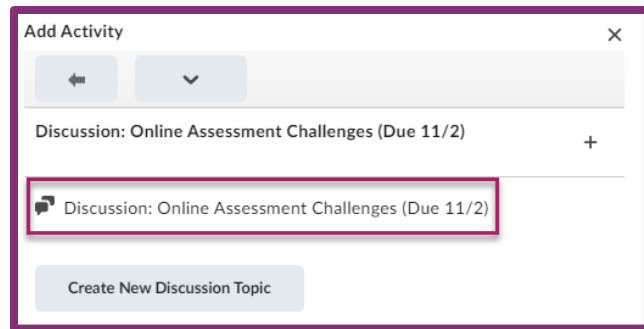 Add Activity
Discussion: Online Assessment Challenges (Due 11/2)
Discussion: Online Assessment Challenges (Due 11/2)
Create New Discussion Topic